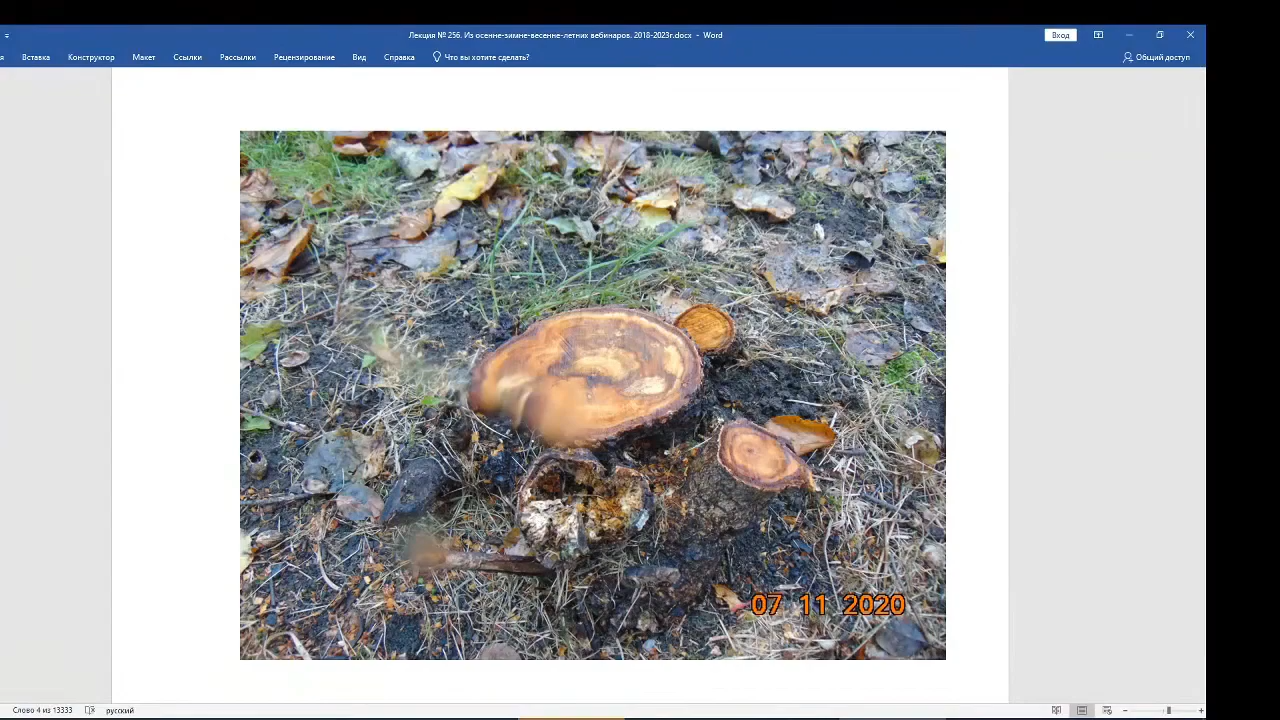 Лекция № 256. Из осенне-зимне-весенне-летних вебинаров. 2018-2023г.docx - Word
Вход
я Вставка Конструктор Макет Ссылки Рассылки Рецензирование Вид Справка Что вы хотите сделать? Общий доступ
07 11 2020
Слово 4 из 13333 русский